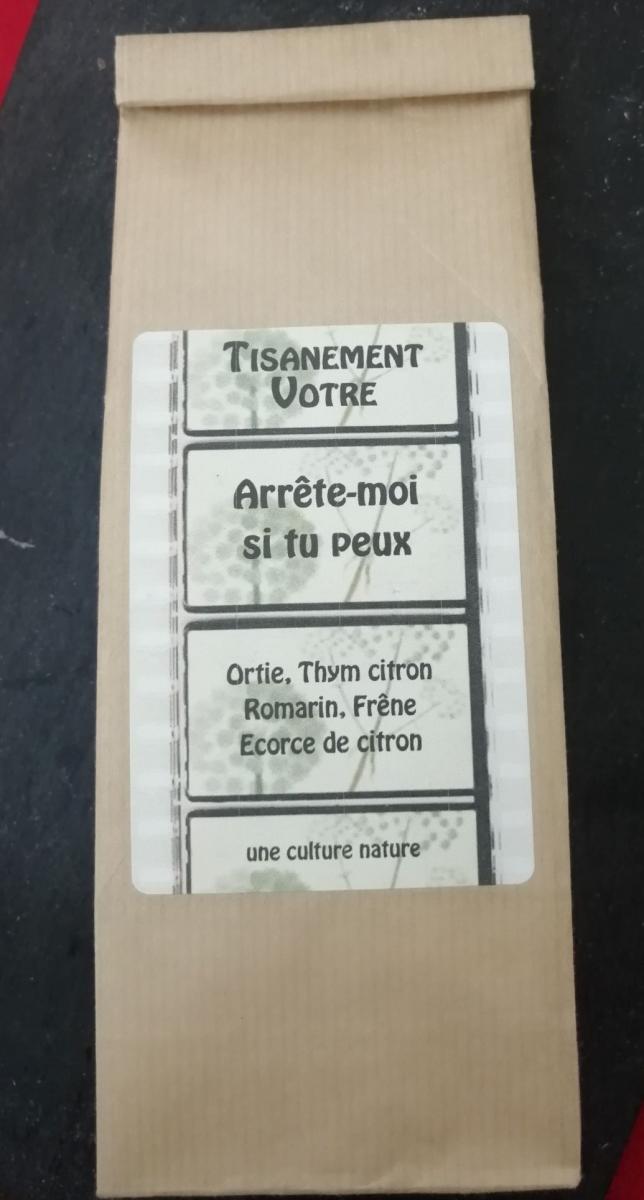 TISANEMENT
VOTRE
Arrête-moi
si tu peux
Ortie, Thym citron
Romarin, Frêne
Ecorce de citron
une culture nature